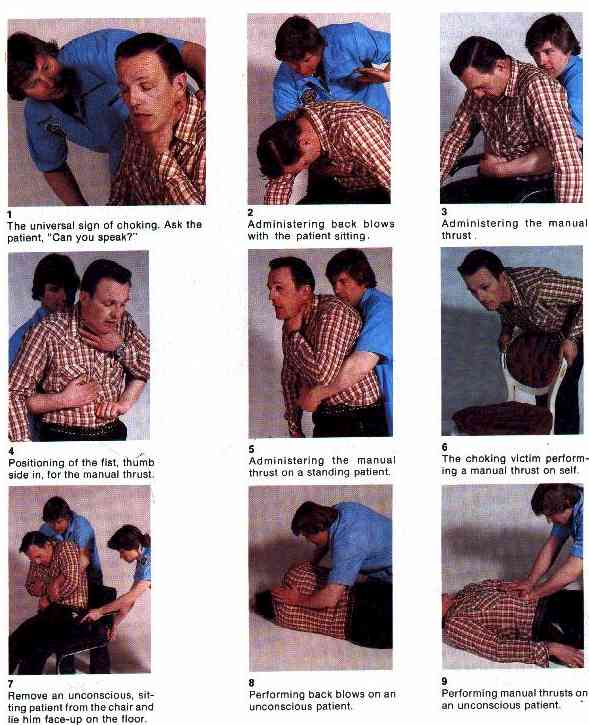 1
The universal sign of choking. Ask the
patient, "Can you speak?"
2
Administering back blows
with the patient sitting.
3
Administering the manual
thrust.
4
Positioning of the fist, thumb
side in, for the manual thrust.
5
Administering the manual
thrust on a standing patient.
6
The choking victim perform-
ing a manual thrust on self.
7
Remove an unconscious, sit-
ting patient from the chair and
lie him face-up on the floor.
8
Performing back blows on an
unconscious patient.
9
Performing manual thrusts on
an unconscious patient.